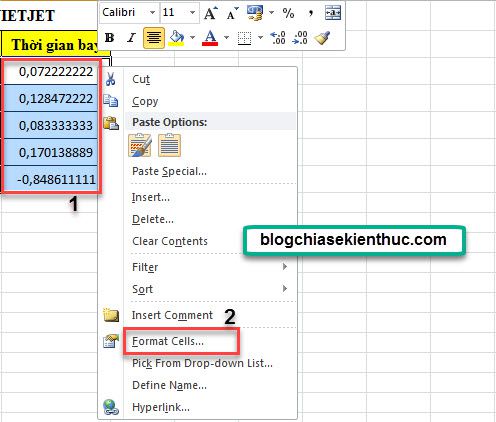 VIETJET
Calibri 11 A A $ % ,
B I A
Thời gian bay
0,072222222
0,128472222
0,083333333
0,170138889
-0,848611111
1
Cut
Copy
Paste Options:
Paste Special...
Insert...
Delete...
Clear Contents
Filter
Sort
Insert Comment
2
Format Cells...
Pick From Drop-down List...
Define Name...
Hyperlink...
blogchiasekienthuc.com